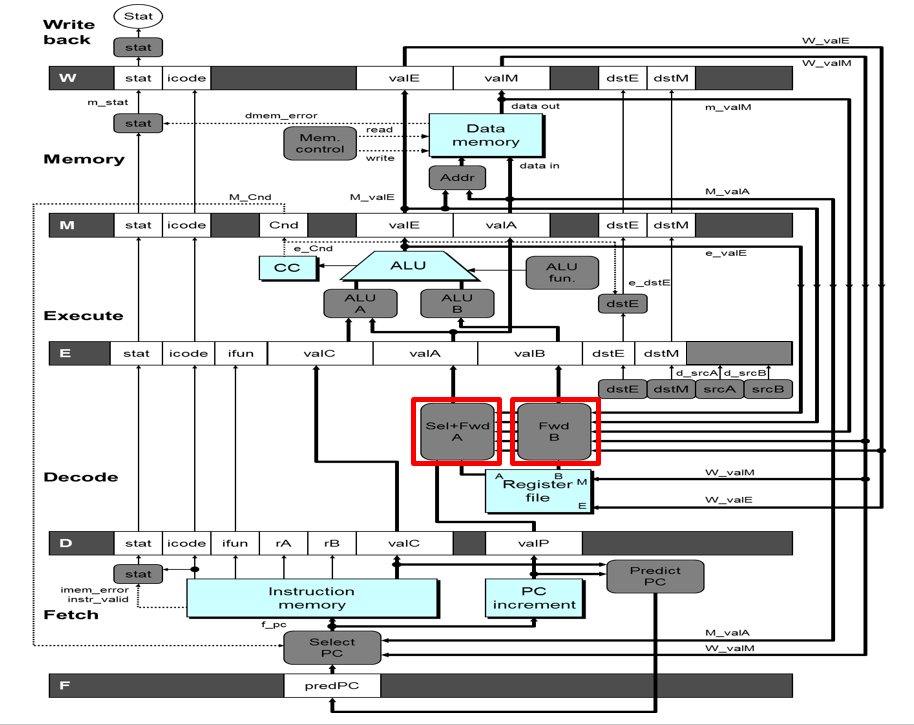 Stat
Write
back
stat
W_valE
W_valM
W
stat
icode
valE
valM
dstE
dstM
m_stat
data out
m_valM
dmem_error
stat
Mem.
control
read
write
Data
memory
Memory
data in
Addr
M_Cnd
M_valE
M_valA
M
stat
icode
Cnd
valE
valA
dstE
dstM
e_Cnd
e_valE
CC
ALU
ALU
fun.
e_dstE
ALU
A
ALU
B
dstE
Execute
E
stat
icode
ifun
valC
valA
valB
dstE
dstM
d_srcA
d_srcB
dstE
dstM
srcA
srcB
Sel+Fwd
A
Fwd
B
Decode
A
B
M
Register
file
E
W_valM
W_valE
D
stat
icode
ifun
rA
rB
valC
valP
stat
Predict
PC
imem_error
instr_valid
Instruction
memory
PC
increment
Fetch
f_pc
Select
PC
M_valA
W_valM
F
predPC